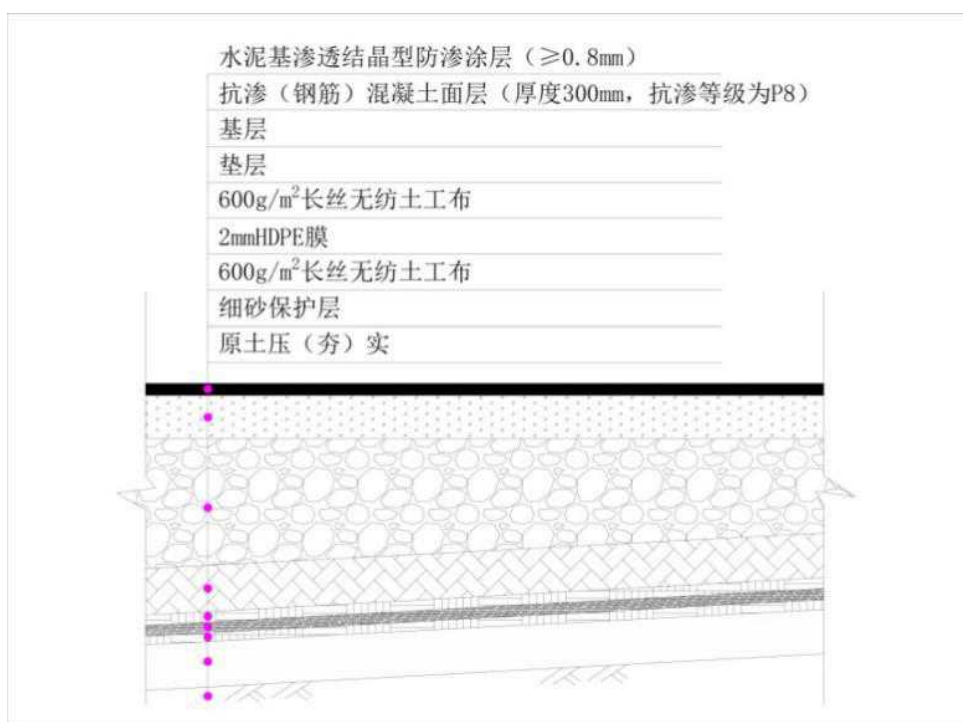 水泥基渗透结晶型防渗涂层（≥0.8mm）
抗渗（钢筋）混凝土面层（厚度300mm，抗渗等级为P8）
基层
垫层
600g/m²长丝无纺土工布
2mmHDPE膜
600g/m²长丝无纺土工布
细砂保护层
原土压（夯）实